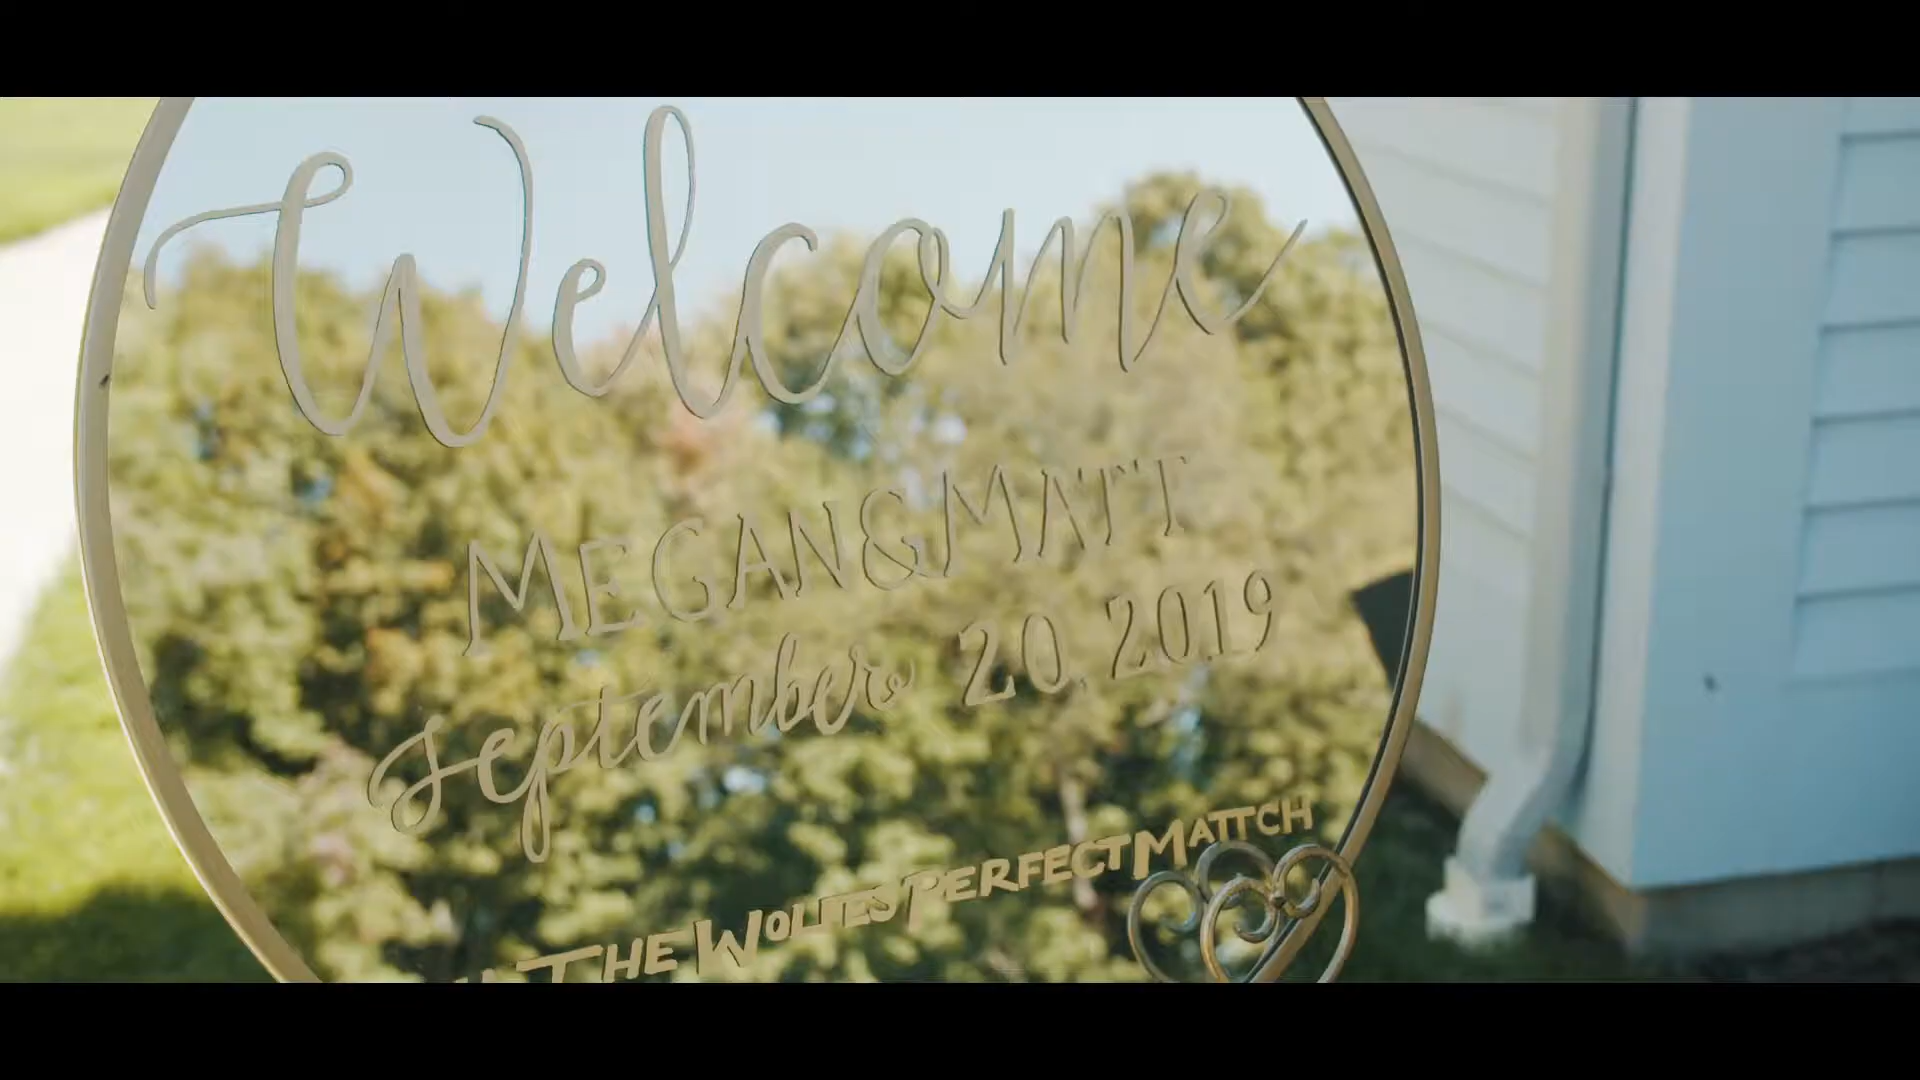 Welcome
MEGAN & MATT
September 20, 2019
THE WOLFES PERFECT MATTCH